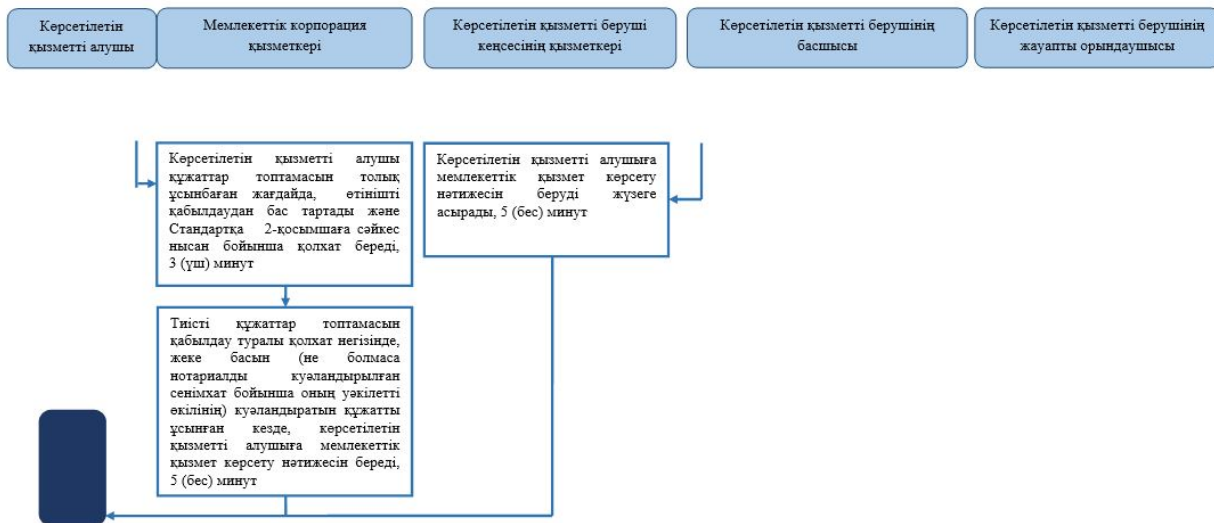 Көрсетілетін
қызметті алушы
Мемлекеттік корпорация
қызметкері
Көрсетілетін қызметті беруші
кеңсесінің қызметкері
Көрсетілетін қызметті берушінің
басшысы
Көрсетілетін қызметті берушінің
жауапты орындаушысы
Көрсетілетін қызметті алушы
құжаттар топтамасын толық
ұсынбаған жағдайда, өтінішті
қабылдаудан бас тартады және
Стандартқа 2-қосымшаға сәйкес
нысан бойынша қолхат береді,
3 (үш) минут
Көрсетілетін қызметті алушыға
мемлекеттік қызмет көрсету
нәтижесін беруді жүзеге
асырады, 5 (бес) минут
Тиісті құжаттар топтамасын
қабылдау туралы қолхат негізінде,
жеке басын (не болмаса
нотариалды куәландырылған
сенімхат бойынша оның уәкілетті
өкілінің) куәландыратын құжатты
ұсынған кезде, көрсетілетін
қызметті алушыға мемлекеттік
қызмет көрсету нәтижесін береді,
5 (бес) минут